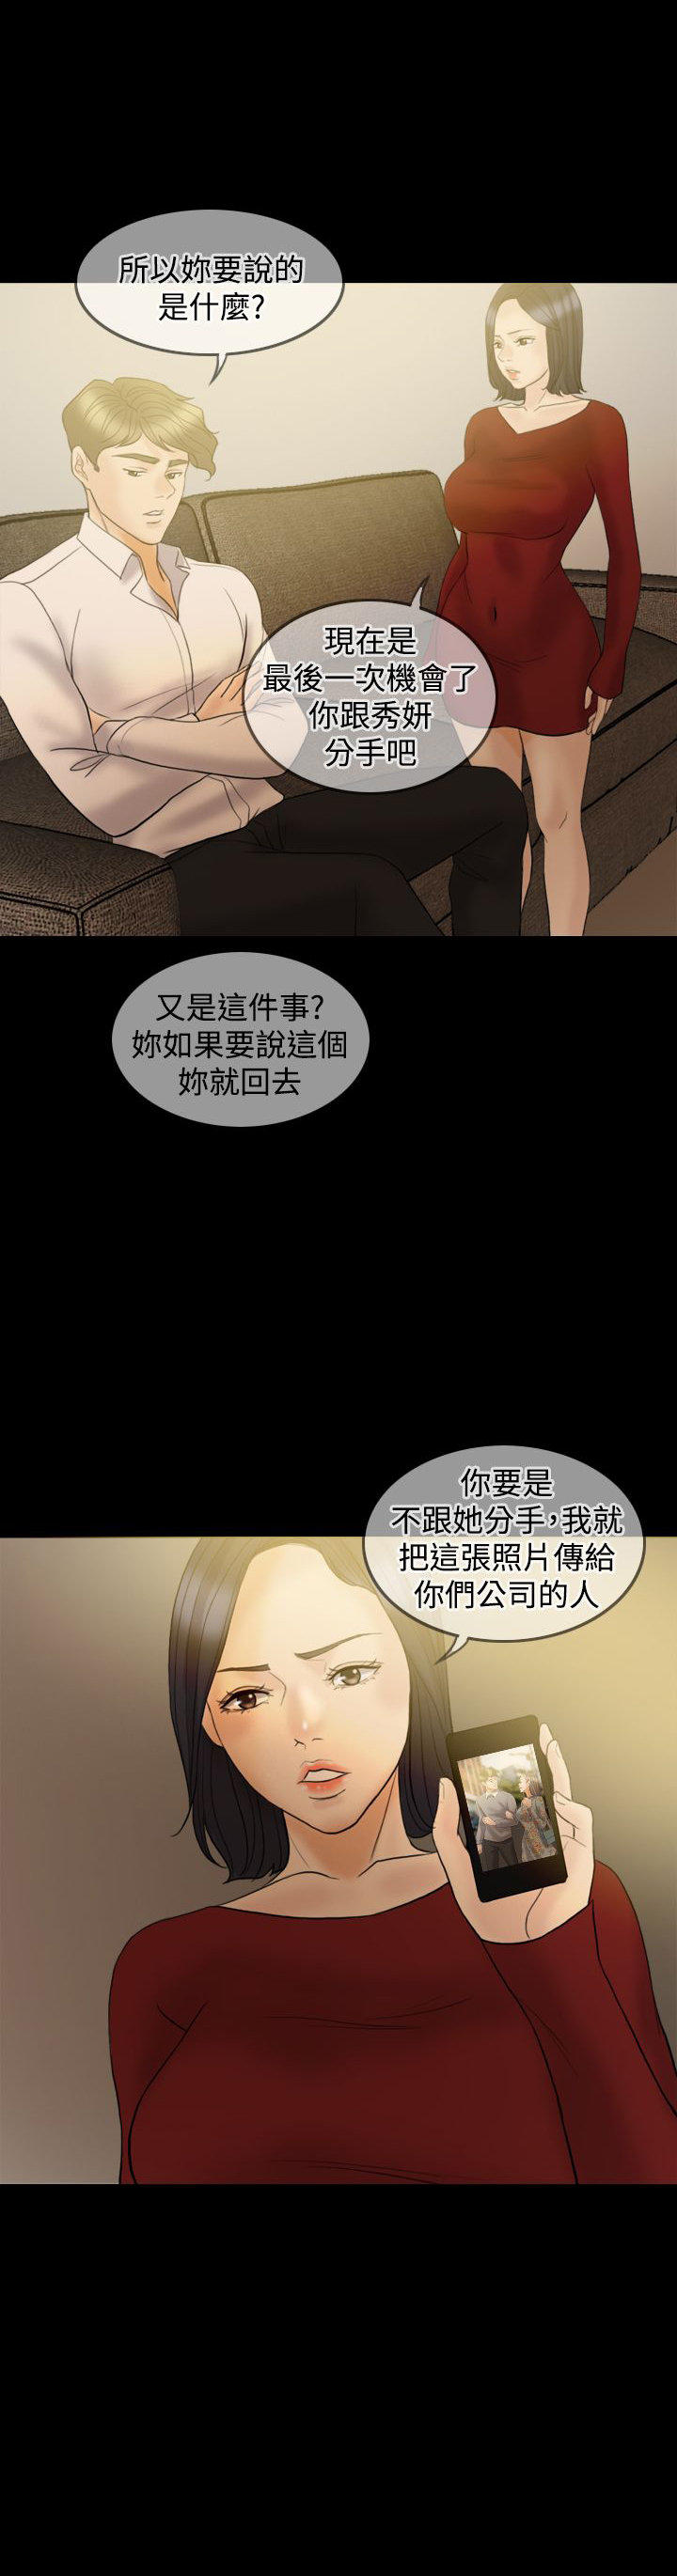 所以妳要說的
是什麼?
現在是
最後一次機會了
你跟秀妍
分手吧
又是這件事?
妳如果要說這個
妳就回去
你要是
不跟她分手,我就
把這張照片傳給
你們公司的人